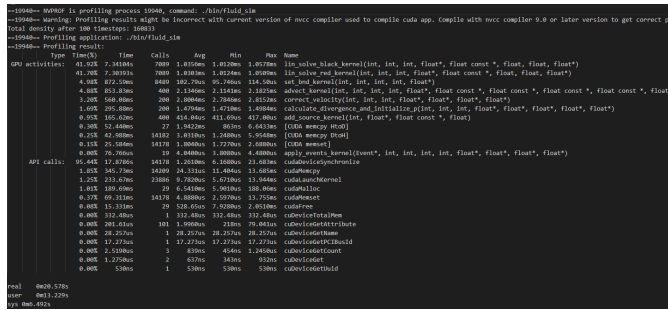 ==19940== NVPROF is profiling process 19940, command: ./bin/fluid_sim
==19940== Warning: Profiling results might be incorrect with current version of nvcc compiler used to compile cuda app. Compile with nvcc compiler 9.0 or later version to get correct p
Total density after 100 timesteps: 160833
==19940== Profiling application: ./bin/fluid_sim
==19940== Profiling result:
Type Time(%) Time Calls Avg Min Max Name
GPU activities: 41.92% 7.34104s 7089 1.0356ms 1.0120ms 1.0578ms lin_solve_black_kernel(int, int, int, float*, float const *, float, float, float*)
41.70% 7.30393s 7089 1.0303ms 1.0124ms 1.0509ms lin_solve_red_kernel(int, int, int, float*, float const *, float, float, float*)
4.98% 872.59ms 8489 102.79us 95.746us 114.50us set_bnd_kernel(int, int, int, int, float*)
4.88% 853.83ms 400 2.1346ms 2.1141ms 2.1825ms advect_kernel(int, int, int, float*, float const *, float const *, float const *, float const
3.20% 560.08ms 200 2.8004ms 2.7846ms 2.8152ms correct_velocity(int, int, int, float*, float*, float*, float*)
1.69% 295.88ms 200 1.4794ms 1.4710ms 1.4984ms calculate_divergence_and_initialize_p(int, int, int, float*, float*, float*, float*, float*)
0.95% 165.62ms 400 414.04us 411.69us 417.00us add_source_kernel(int, float*, float const *, float)
0.30% 52.440ms 27 1.9422ms 863ns 6.6433ms [CUDA memcpy HtoD]
0.25% 42.988ms 14182 3.0310us 1.2480us 5.9548ms [CUDA memcpy DtoH]
0.15% 25.584ms 14178 1.8040us 1.7270us 2.6880us [CUDA memset]
0.00% 76.766us 19 4.0400us 3.8080us 4.4800us apply_events_kernel(Event*, int, int, int, int, float*, float*, float*, float*)
API calls: 95.44% 17.8786s 14178 1.2610ms 6.1680us 23.683ms cudaDeviceSynchronize
1.85% 345.73ms 14209 24.331us 11.404us 13.685ms cudaMemcpy
1.25% 233.67ms 23886 9.7820us 5.6710us 13.944ms cudaLaunchKernel
1.01% 189.69ms 29 6.5410ms 5.9010us 188.06ms cudaMalloc
0.37% 69.311ms 14178 4.8880us 2.5970us 13.755ms cudaMemset
0.08% 15.331ms 29 528.65us 7.9280us 2.0510ms cudaFree
0.00% 332.48us 1 332.48us 332.48us 332.48us cuDeviceTotalMem
0.00% 201.61us 101 1.9960us 218ns 79.041us cuDeviceGetAttribute
0.00% 28.257us 1 28.257us 28.257us 28.257us cuDeviceGetName
0.00% 17.273us 1 17.273us 17.273us 17.273us cuDeviceGetPCIBusId
0.00% 2.5190us 3 839ns 454ns 1.2450us cuDeviceGetCount
0.00% 1.2750us 2 637ns 343ns 932ns cuDeviceGet
0.00% 530ns 1 530ns 530ns 530ns cuDeviceGetUuid
real 0m20.578s
user 0m13.229s
sys 0m6.492s